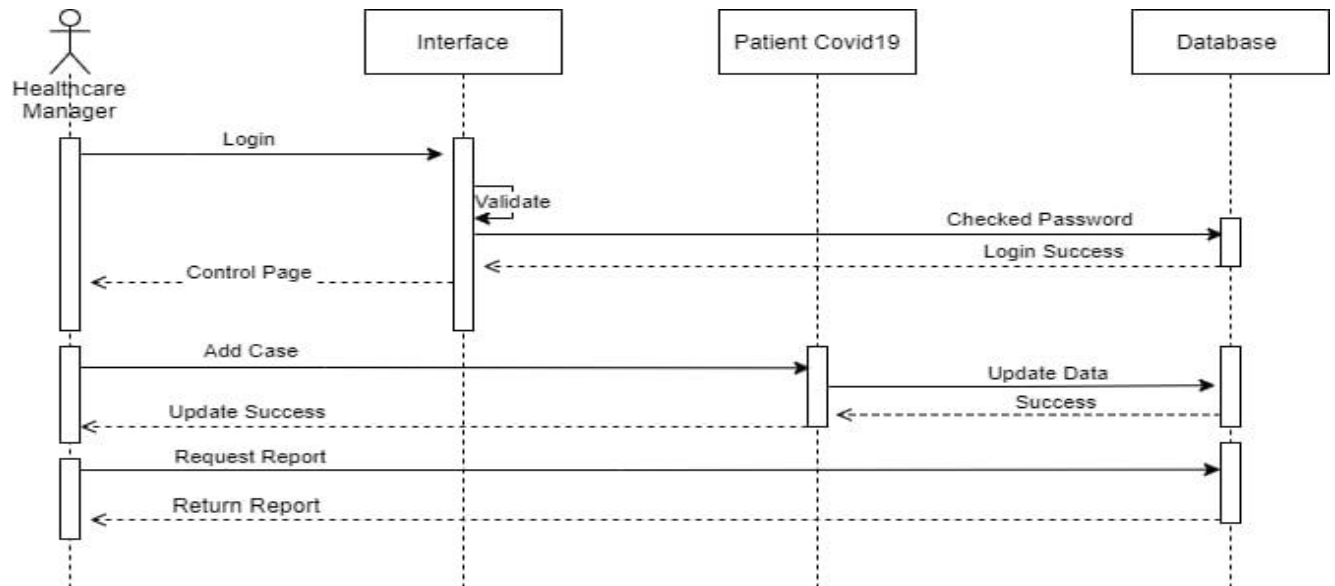 Interface
Patient Covid19
Database
Healthcare
Manager
Login
Validate
Checked Password
Login Success
Control Page
Add Case
Update Data
Success
Update Success
Request Report
Return Report